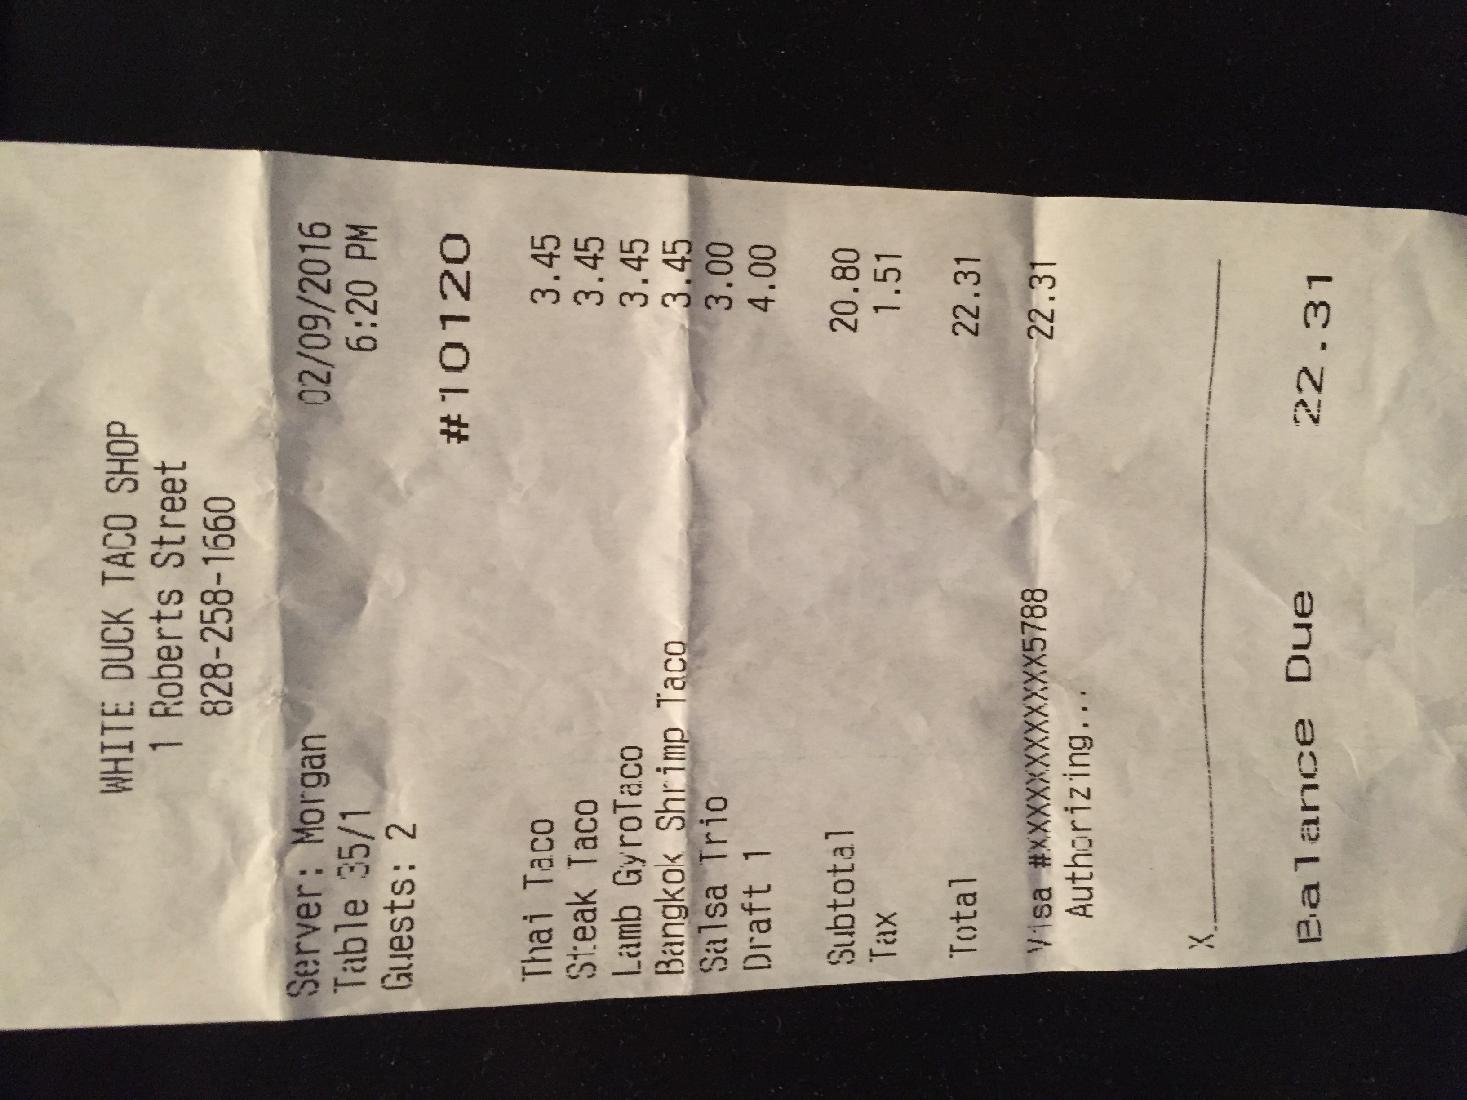 WHITE DUCK TACO SHOP
1 Roberts Street
828-258-1660
Server: Morgan 02/09/2016
Table 35/1 6:20 PM
Guests: 2
#10120
Thai Taco 3.45
Steak Taco 3.45
Lamb GyroTaco 3.45
Bangkok Shrimp Taco 3.45
Salsa Trio 3.00
Draft 1 4.00
Subtotal 20.80
Tax 1.51
Total 22.31
Visa #XXXXXXXXXXXX5788 22.31
Authorizing...
X
Balance Due 22.31